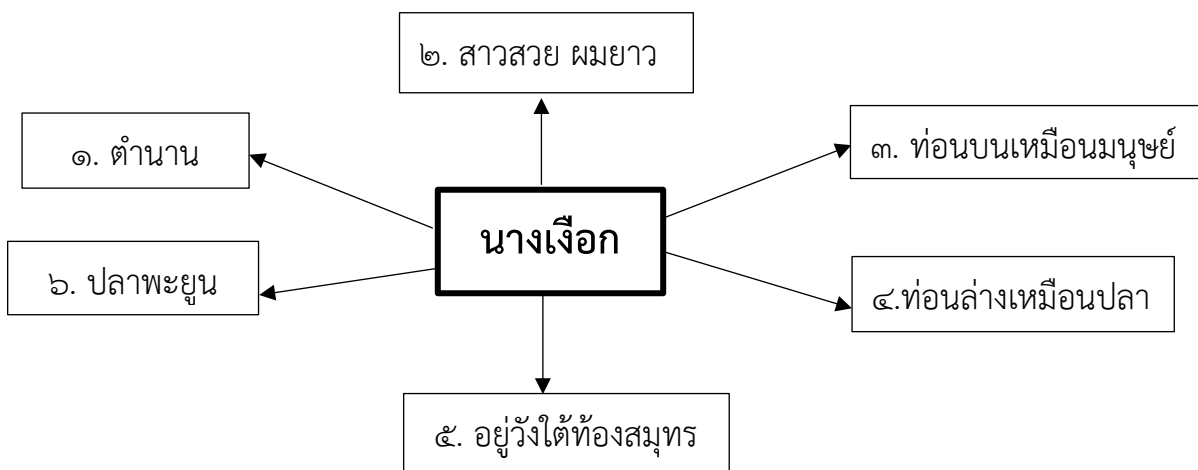 ๒. สาวสวย ผมยาว
๑. ตำนาน
๓. ท่อนบนเหมือนมนุษย์
นางเงือก
๖. ปลาพะยูน
๔.ท่อนล่างเหมือนปลา
๕. อยู่วังใต้ท้องสมุทร